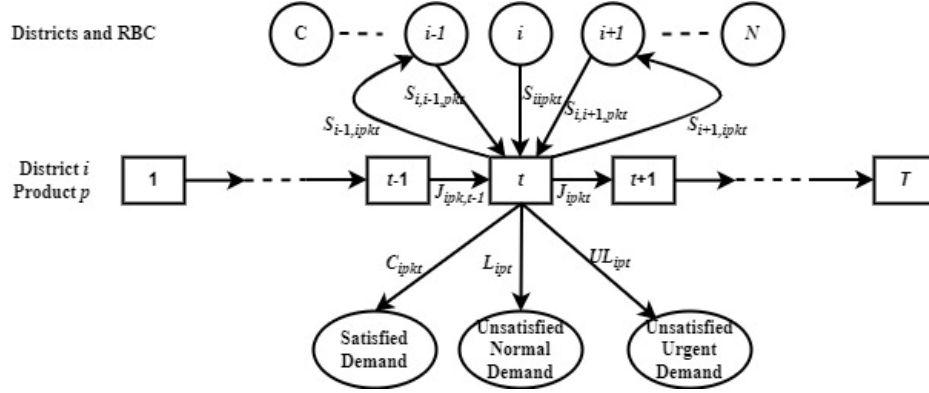 Districts and RBC
C
i-1
i
i+1
N
S_{i,i-1,pkt}
S_{iipkt}
S_{i,i+1,pkt}
S_{i-1,ipkt}
S_{i+1,ipkt}
District i
Product p
1
t-1
J_{ipk,t-1}
t
J_{ipkt}
t+1
T
C_{ipkt}
L_{ipt}
UL_{ipt}
Satisfied
Demand
Unsatisfied
Normal
Demand
Unsatisfied
Urgent
Demand